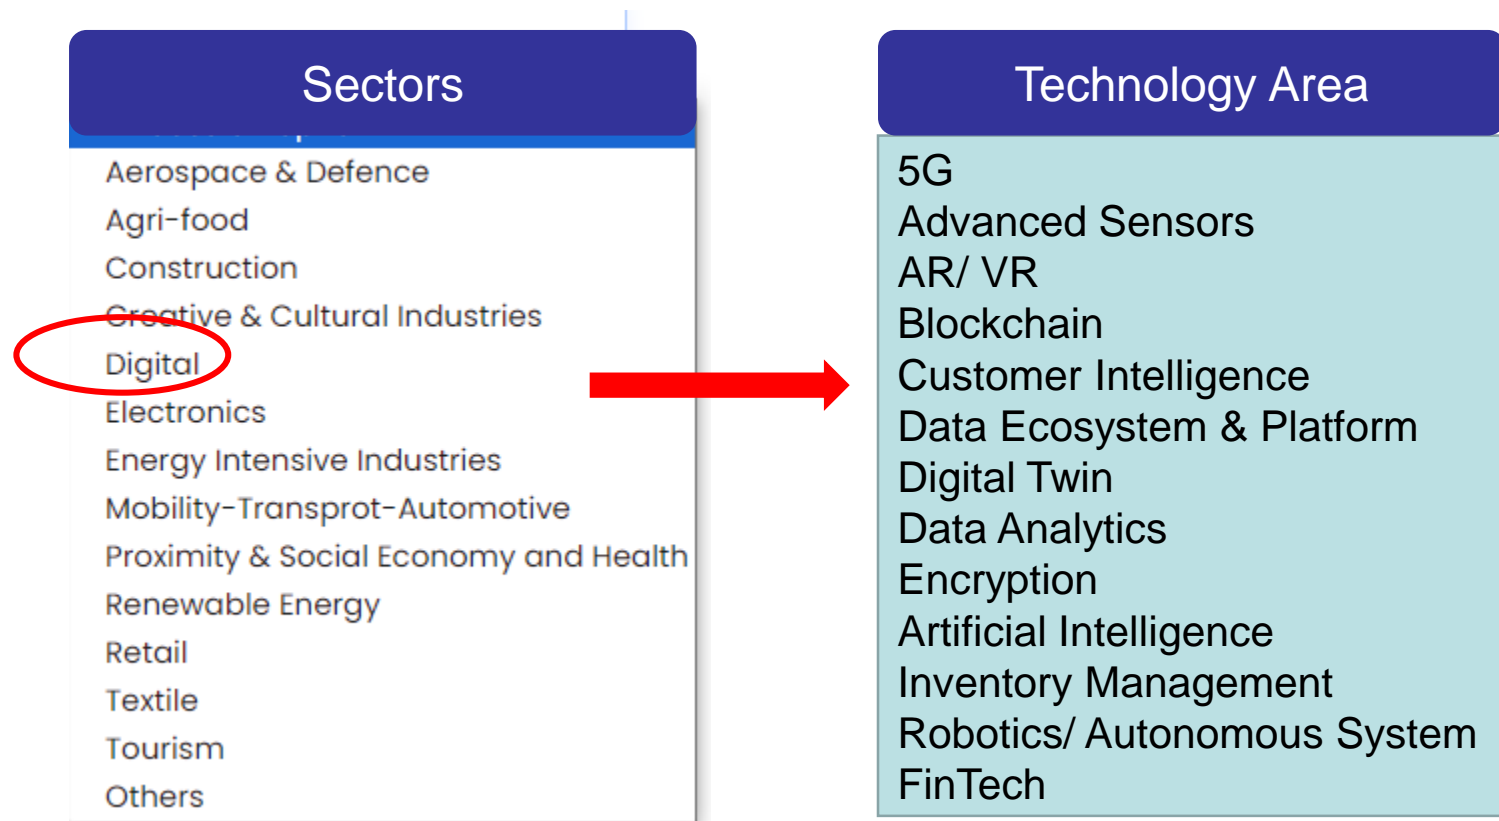 Sectors
Aerospace & Defence
Agri-food
Construction
Creative & Cultural Industries
Digital
Electronics
Energy Intensive Industries
Mobility-Transprot-Automotive
Proximity & Social Economy and Health
Renewable Energy
Retail
Textile
Tourism
Others
Technology Area
5G
Advanced Sensors
AR/ VR
Blockchain
Customer Intelligence
Data Ecosystem & Platform
Digital Twin
Data Analytics
Encryption
Artificial Intelligence
Inventory Management
Robotics/ Autonomous System
FinTech